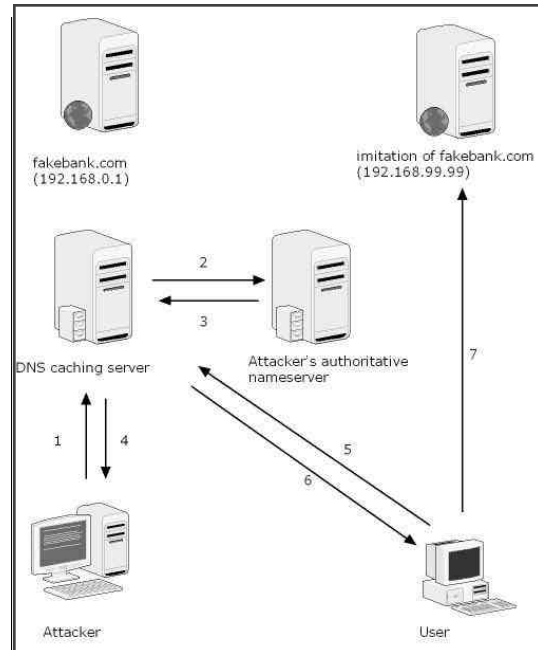 fakebank.com
(192.168.0.1)
imitation of fakebank.com
(192.168.99.99)
2
3
DNS caching server
Attacker's authoritative
nameserver
7
1
4
5
6
Attacker
User